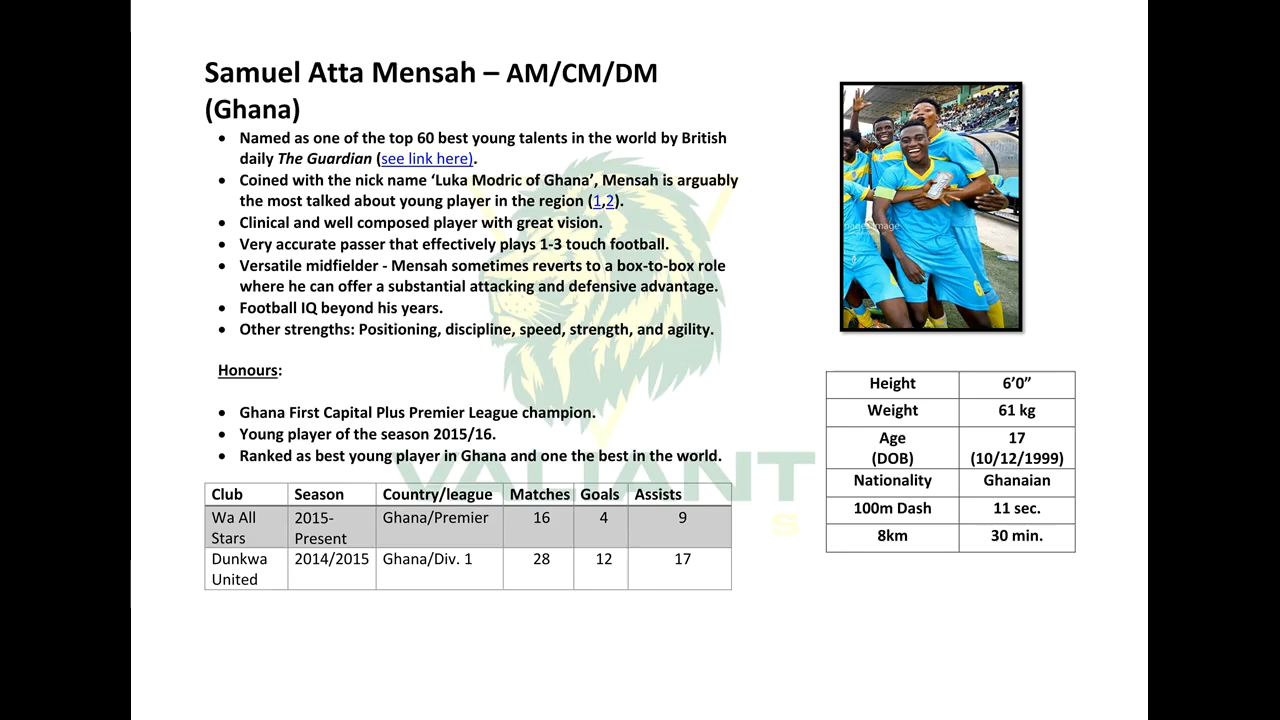 Samuel Atta Mensah – AM/CM/DM
(Ghana)
• Named as one of the top 60 best young talents in the world by British
daily The Guardian (see link here).
• Coined with the nick name ‘Luka Modric of Ghana’, Mensah is arguably
the most talked about young player in the region (1,2).
• Clinical and well composed player with great vision.
• Very accurate passer that effectively plays 1-3 touch football.
• Versatile midfielder - Mensah sometimes reverts to a box-to-box role
where he can offer a substantial attacking and defensive advantage.
• Football IQ beyond his years.
• Other strengths: Positioning, discipline, speed, strength, and agility.
Honours:
• Ghana First Capital Plus Premier League champion.
• Young player of the season 2015/16.
• Ranked as best young player in Ghana and one the best in the world.
VALIANT
S
Club Season Country/league Matches Goals Assists
Wa All 2015- Ghana/Premier 16 4 9
Stars Present
Dunkwa 2014/2015 Ghana/Div. 1 28 12 17
United
Height 6’0”
Weight 61 kg
Age 17
(DOB) (10/12/1999)
Nationality Ghanaian
100m Dash 11 sec.
8km 30 min.